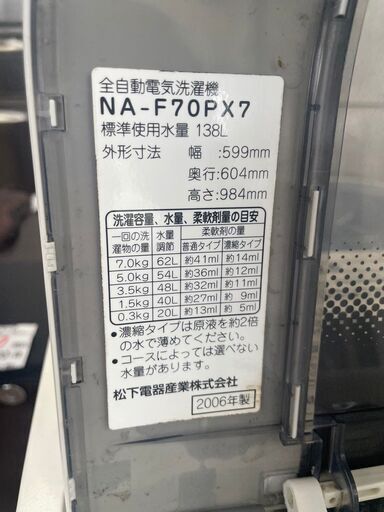 全自動電気洗濯機
NA-F70PX7
標準使用水量 138L
外形寸法 幅 :599mm
奥行:604mm
高さ:984mm
洗濯容量、水量、柔軟剤量の目安
一回の洗濯物の量 水量調節 柔軟剤の量
普通タイプ 濃縮タイプ
7.0kg 62L 約41ml 約14ml
5.0kg 54L 約36ml 約12ml
3.5kg 48L 約32ml 約11ml
1.5kg 40L 約27ml 約 9ml
0.3kg 20L 約13ml 約 5ml
●濃縮タイプは原液を約2倍
の水で薄めてください。
●コースによっては選べない
水量があります。
松下電器産業株式会社
2006年製